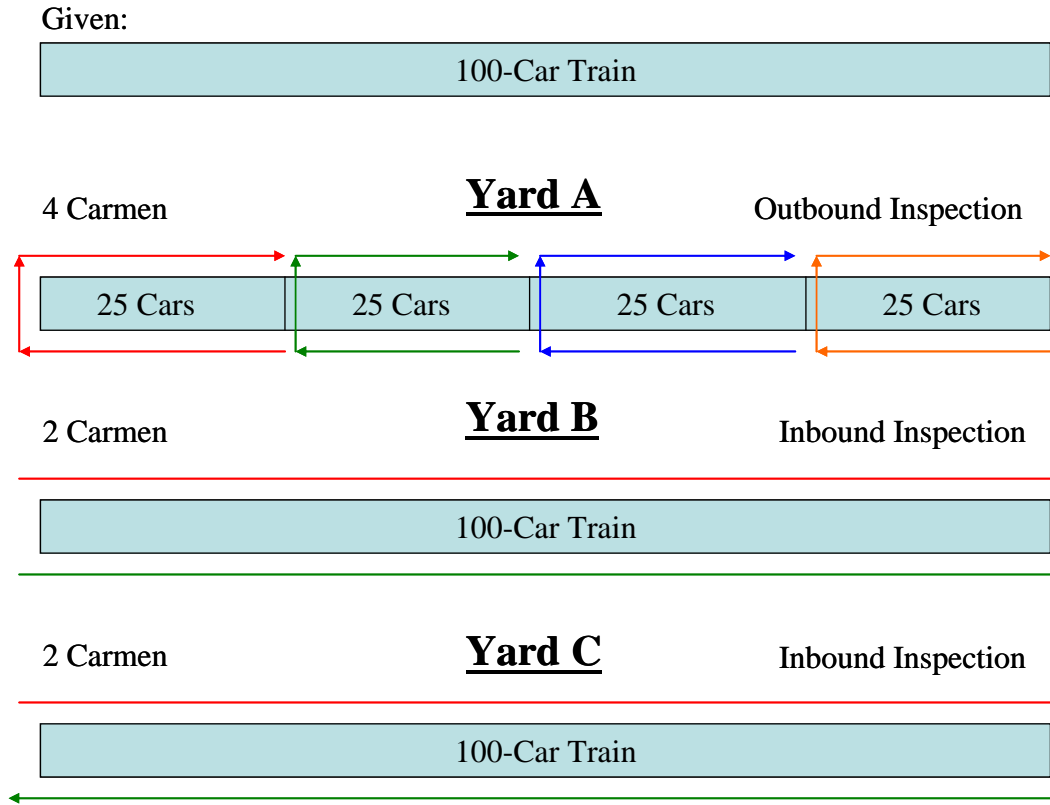 Given:
100-Car Train
4 Carmen
Yard A
Outbound Inspection
25 Cars
25 Cars
25 Cars
25 Cars
2 Carmen
Yard B
Inbound Inspection
100-Car Train
2 Carmen
Yard C
Inbound Inspection
100-Car Train